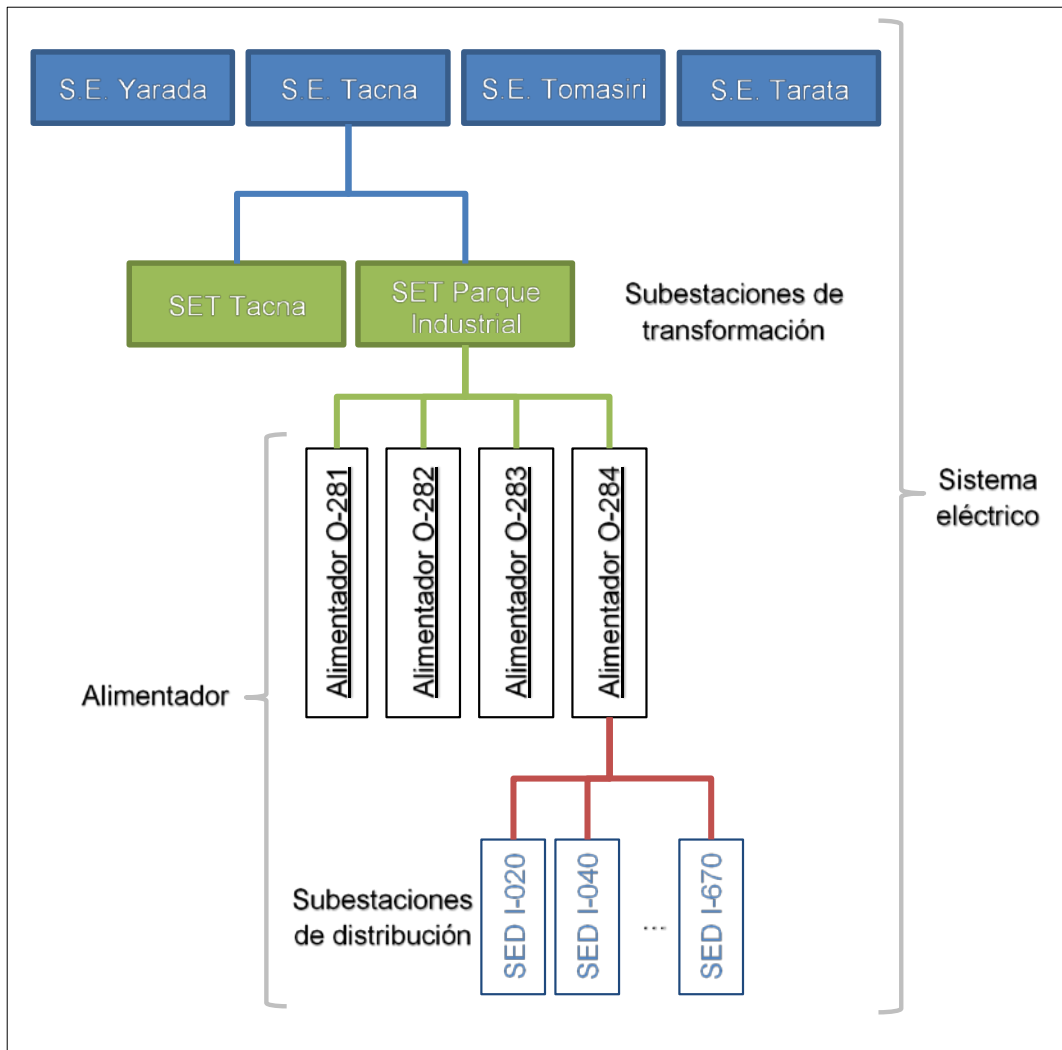 S.E. Yarada
S.E. Tacna
S.E. Tomasiri
S.E. Tarata
SET Tacna
SET Parque
Industrial
Subestaciones de
transformación
Alimentador O-281
Alimentador O-282
Alimentador O-283
Alimentador O-284
Sistema
eléctrico
Alimentador
Subestaciones
de distribución
SED I-020
SED I-040
...
SED I-670